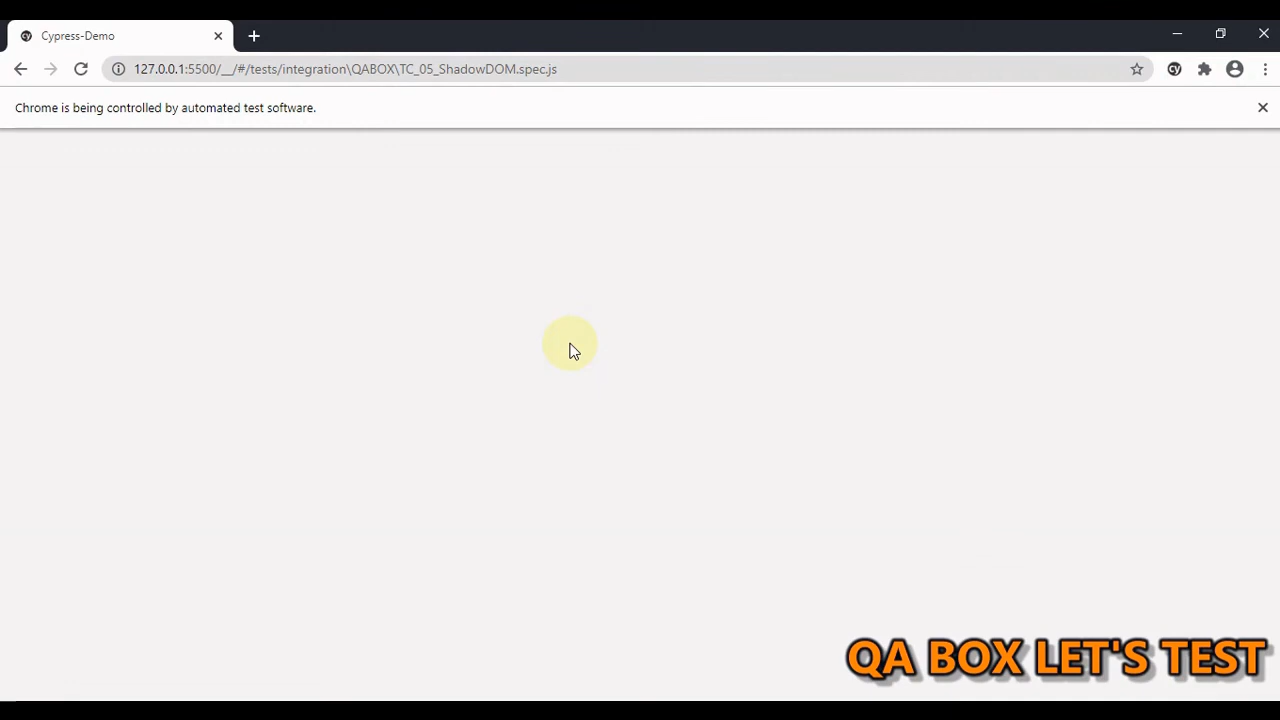 Cypress-Demo
127.0.0.1:5500/__/#/tests/integration\QABOX\TC_05_ShadowDOM.spec.js
Chrome is being controlled by automated test software.
QA BOX LET'S TEST